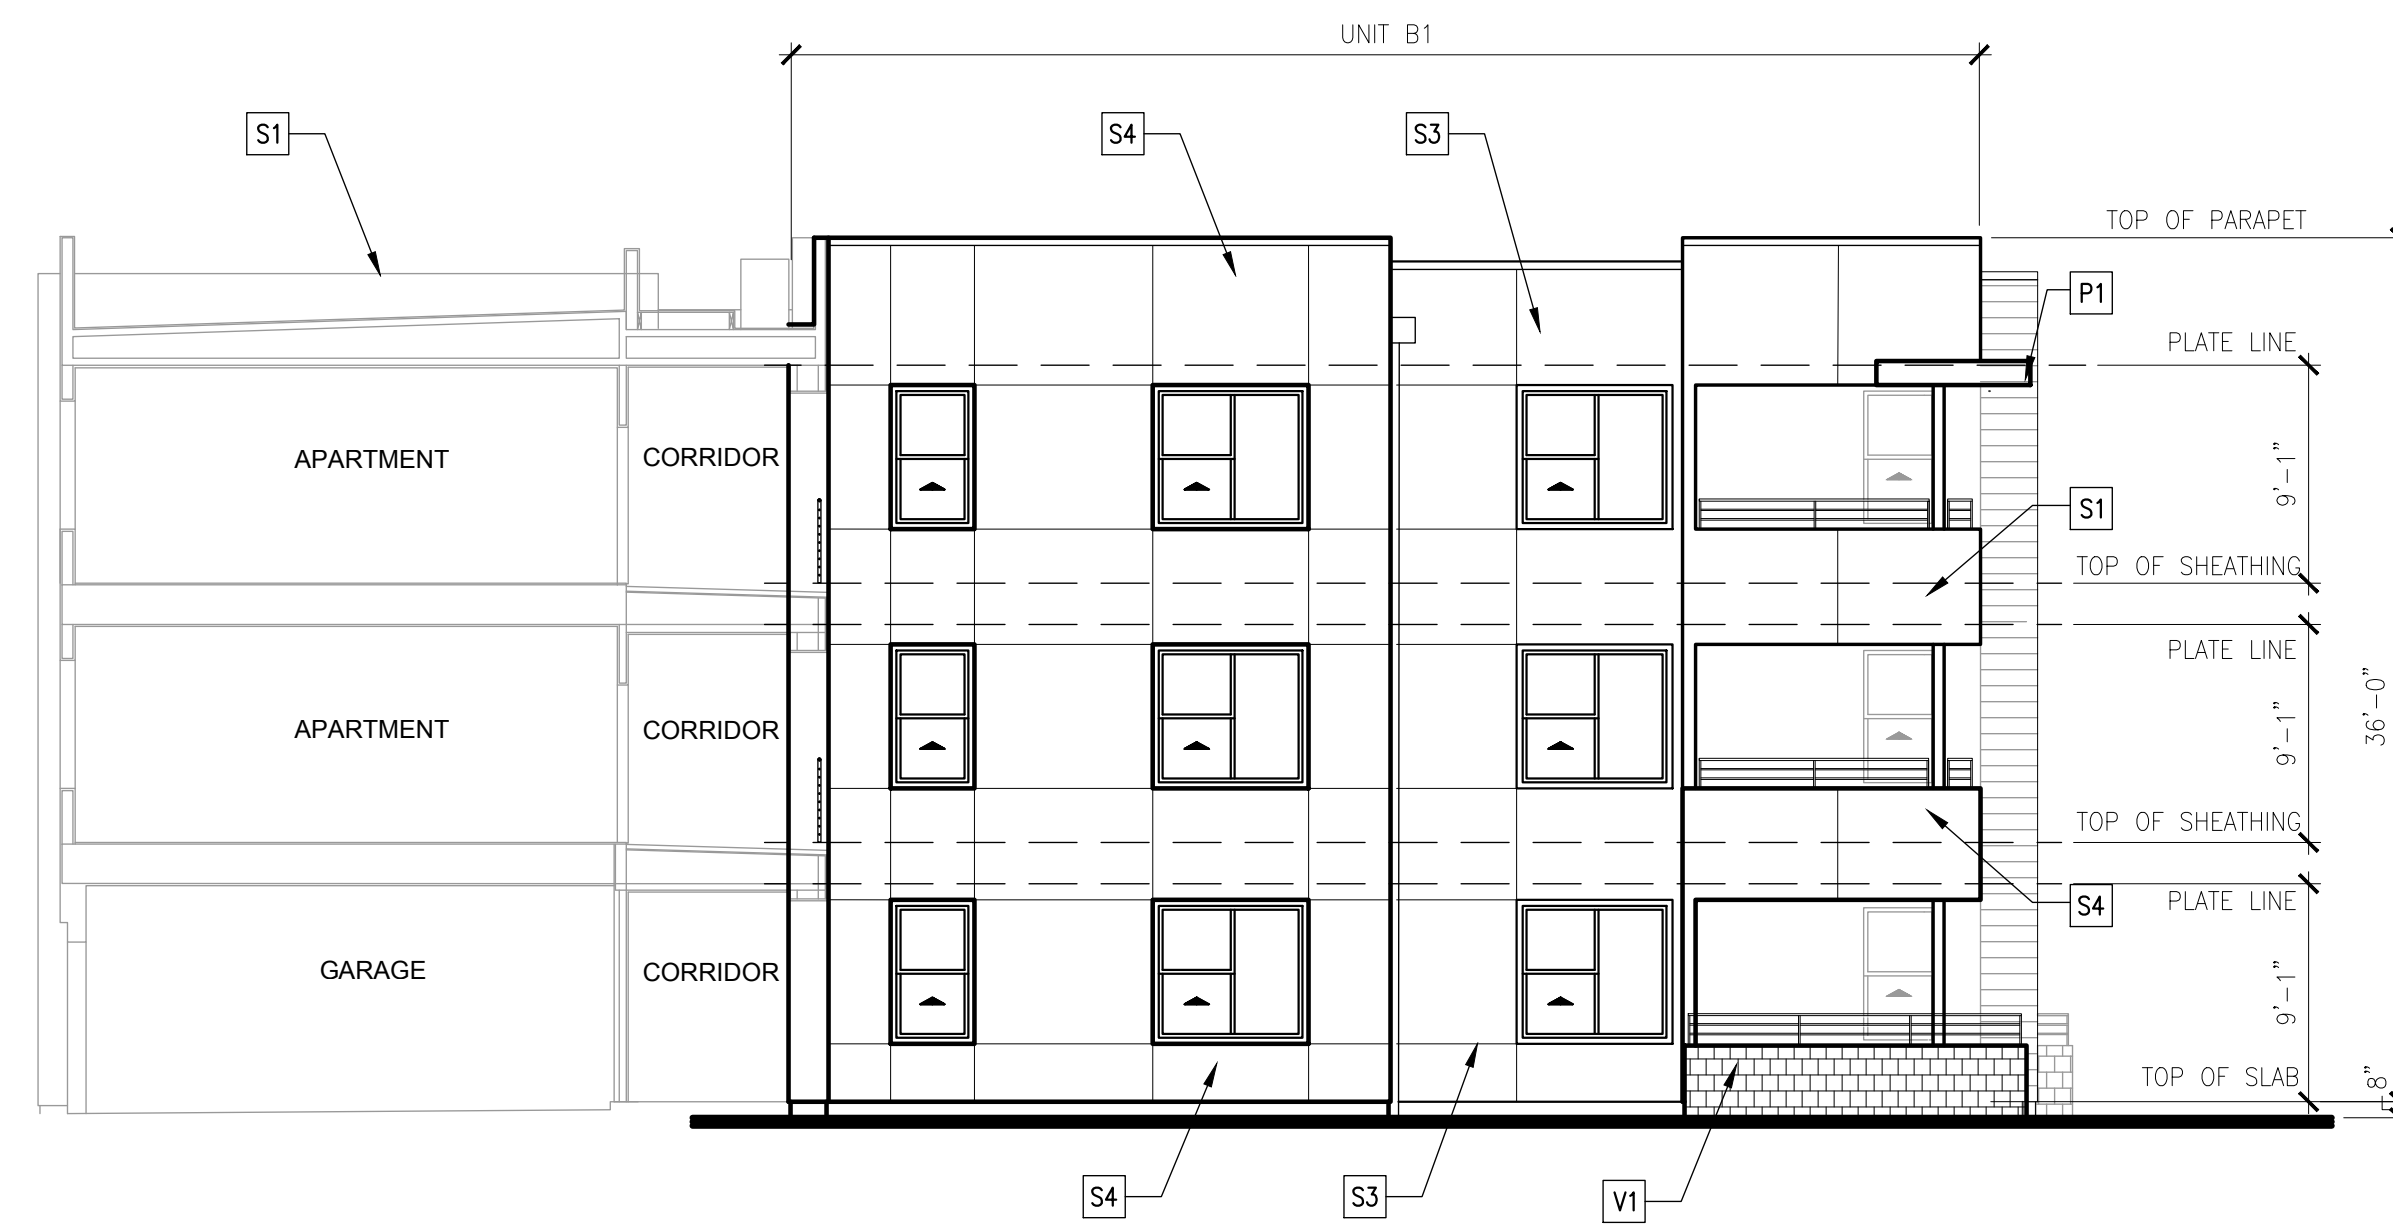 UNIT B1
S1
S4
S3
TOP OF PARAPET
P1
PLATE LINE
APARTMENT
CORRIDOR
9'-1"
S1
TOP OF SHEATHING
PLATE LINE
APARTMENT
CORRIDOR
9'-1"
36'-0"
TOP OF SHEATHING
PLATE LINE
S4
GARAGE
CORRIDOR
9'-1"
TOP OF SLAB
S4
S3
V1